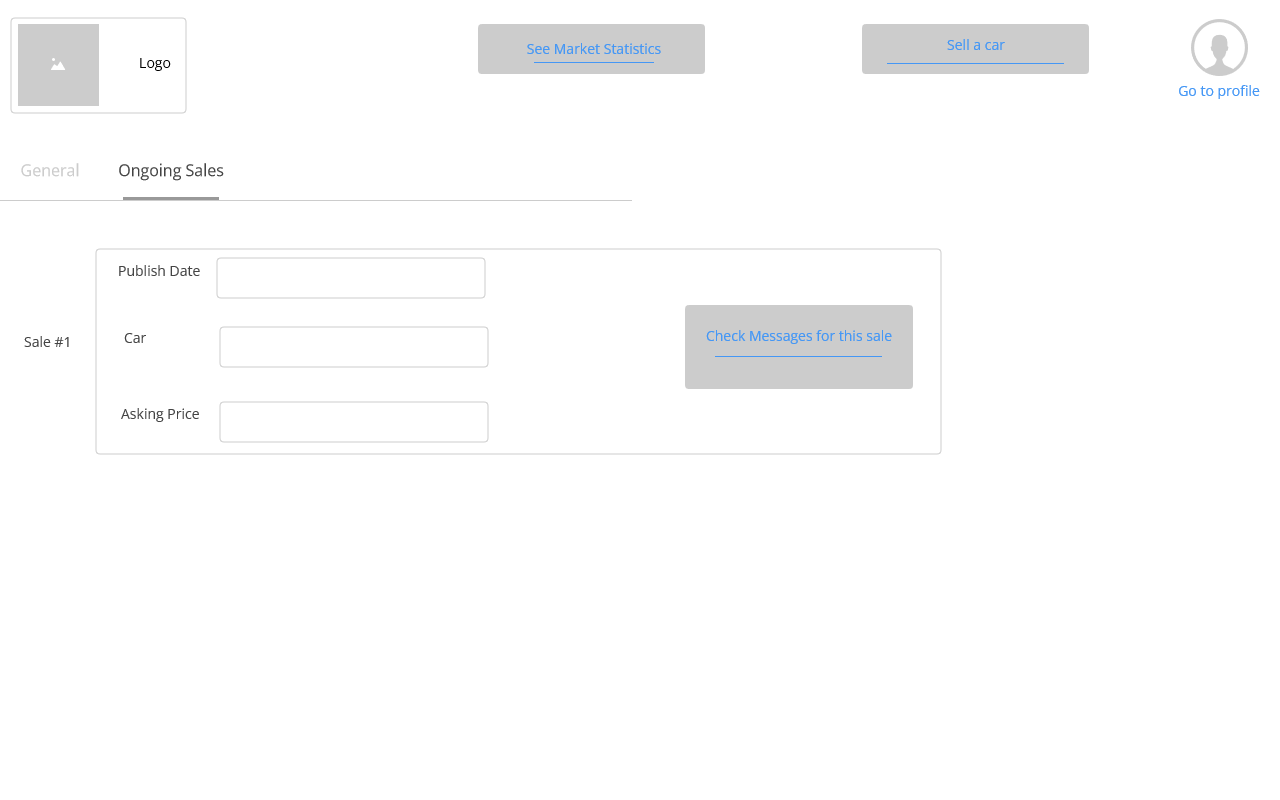 Logo
See Market Statistics
Sell a car
Go to profile
General
Ongoing Sales
Sale #1
Publish Date
Car
Asking Price
Check Messages for this sale